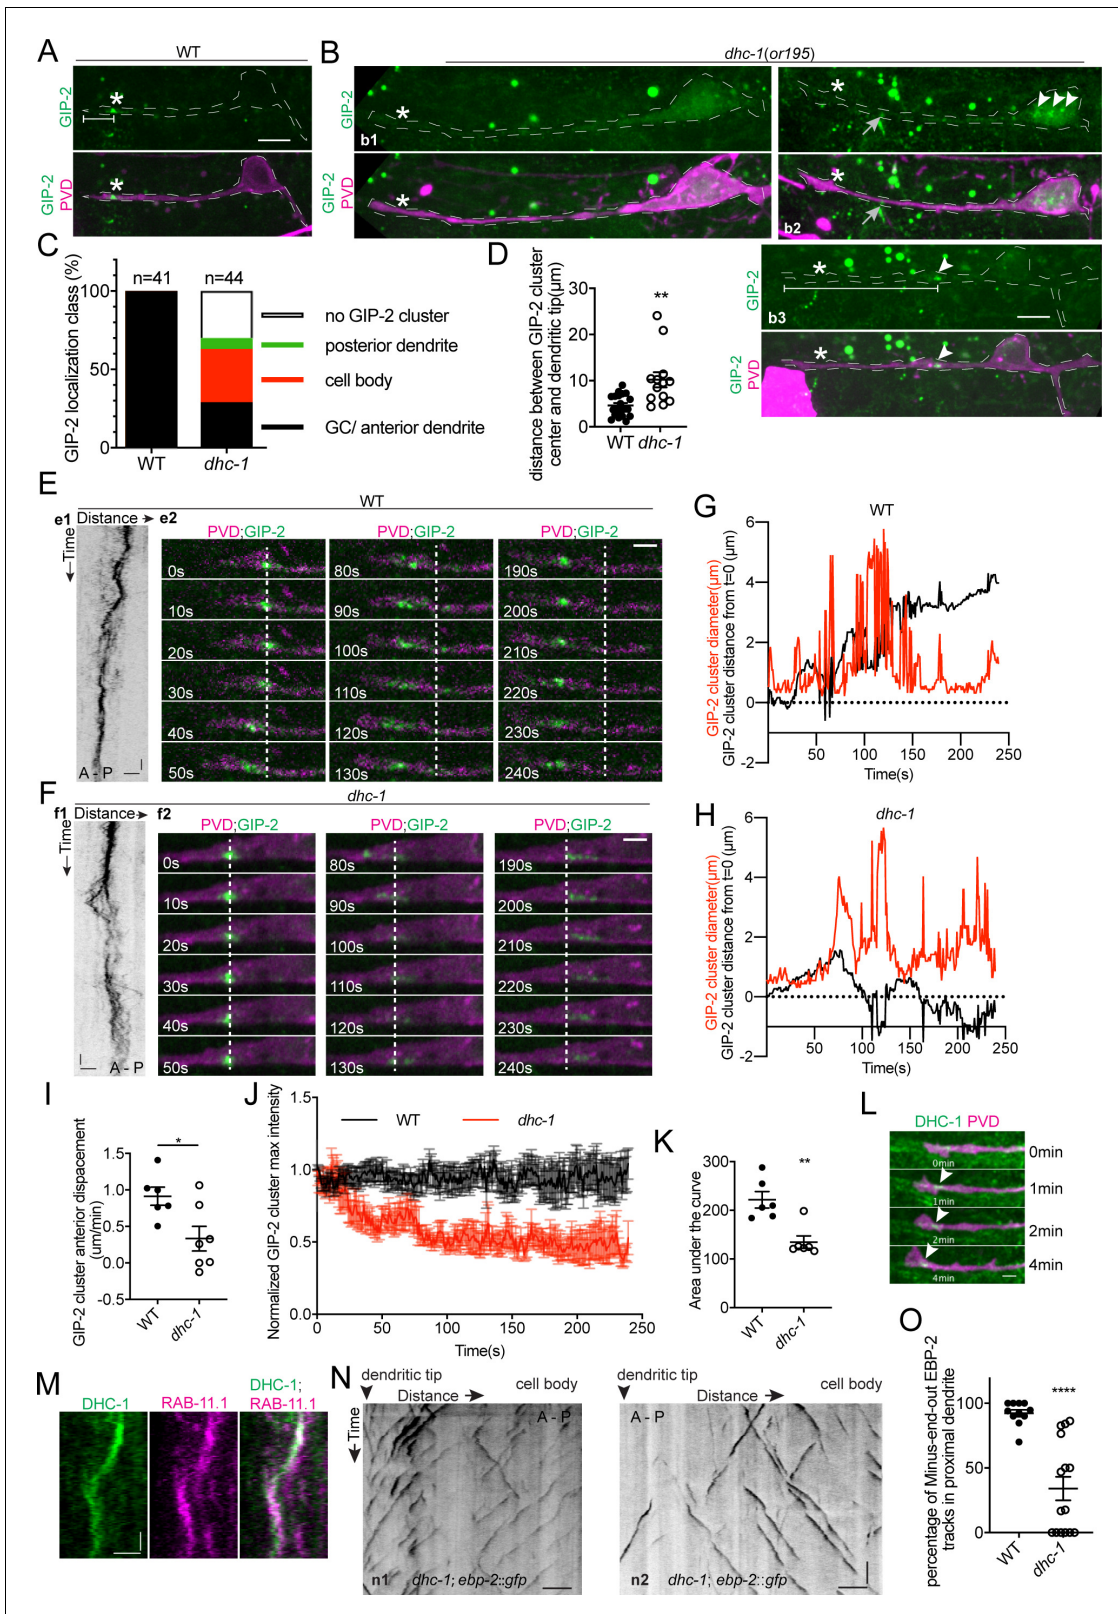 A
WT
GIP-2
*
GIP-2
PVD
*
B
dhc-1(or195)
GIP-2
*
b1
GIP-2
PVD
*
*
*
b2
GIP-2
*
b3
GIP-2
PVD
*
C
GIP-2 localization class (%)
n=41 n=44
100
50
0
WT dhc-1
no GIP-2 cluster
posterior dendrite
cell body
GC/ anterior dendrite
D
distance between GIP-2 cluster
center and dendritic tip(µm)
30
20
10
0
**
WT dhc-1
E
WT
e1 Distance e2
Time
A - P
PVD;GIP-2 PVD;GIP-2 PVD;GIP-2
0s 80s 190s
10s 90s 200s
20s 100s 210s
30s 110s 220s
40s 120s 230s
50s 130s 240s
F
dhc-1
f1 Distance f2
Time
A - P
PVD;GIP-2 PVD;GIP-2 PVD;GIP-2
0s 80s 190s
10s 90s 200s
20s 100s 210s
30s 110s 220s
40s 120s 230s
50s 130s 240s
G
WT
GIP-2 cluster diameter(µm)
GIP-2 cluster distance from t=0 (µm)
6
4
2
0
-2
50 100 150 200 250
Time(s)
H
dhc-1
GIP-2 cluster diameter(µm)
GIP-2 cluster distance from t=0 (µm)
6
4
2
0
-2
50 100 150 200 250
Time(s)
I
GIP-2 cluster anterior dispacement
(um/min)
1.5
1.0
0.5
0.0
-0.5
*
WT
dhc-1
J
Normalized GIP-2 cluster max intensity
1.5
1.0
0.5
0.0
WT dhc-1
0 50 100 150 200 250
Time(s)
K
Area under the curve
300
200
100
0
**
WT
dhc-1
L
DHC-1 PVD
0min 0min
1min 1min
2min 2min
4min 4min
M
DHC-1 RAB-11.1 DHC-1;
RAB-11.1
N
dendritic tip cell body dendritic tip cell body
Distance Distance
Time
A - P A - P
n1 dhc-1; ebp-2::gfp
n2 dhc-1; ebp-2::gfp
O
percentage of Minus-end-out EBP-2
tracks in proximal dendrite
100
50
0
****
WT
dhc-1